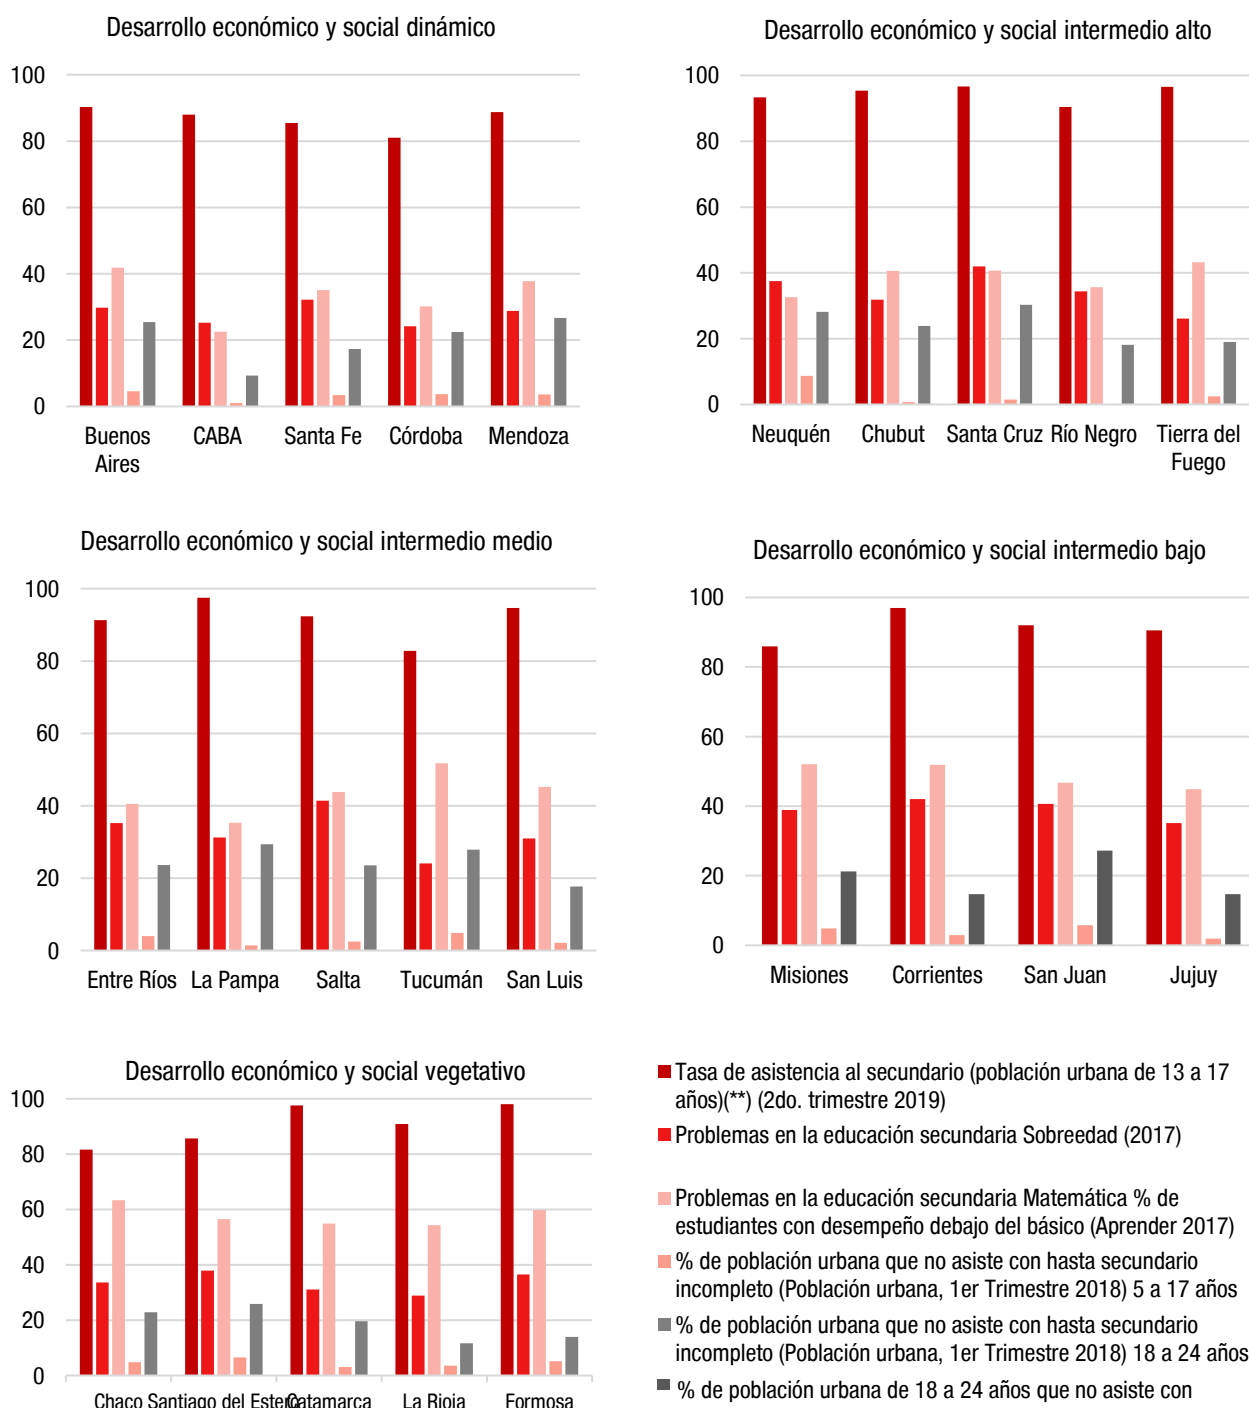 Desarrollo económico y social dinámico
100
80
60
40
20
0
Buenos Aires
CABA
Santa Fe
Córdoba
Mendoza
Desarrollo económico y social intermedio alto
100
80
60
40
20
0
Neuquén
Chubut
Santa Cruz
Río Negro
Tierra del Fuego
Desarrollo económico y social intermedio medio
100
80
60
40
20
0
Entre Ríos
La Pampa
Salta
Tucumán
San Luis
Desarrollo económico y social intermedio bajo
100
80
60
40
20
0
Misiones
Corrientes
San Juan
Jujuy
Desarrollo económico y social vegetativo
100
80
60
40
20
0
Chaco
Santiago del Estero
Catamarca
La Rioja
Formosa
Tasa de asistencia al secundario (población urbana de 13 a 17
años)(**) (2do. trimestre 2019)
Problemas en la educación secundaria Sobreedad (2017)
Problemas en la educación secundaria Matemática % de
estudiantes con desempeño debajo del básico (Aprender 2017)
% de población urbana que no asiste con hasta secundario
incompleto (Población urbana, 1er Trimestre 2018) 5 a 17 años
% de población urbana que no asiste con hasta secundario
incompleto (Población urbana, 1er Trimestre 2018) 18 a 24 años
% de población urbana de 18 a 24 años que no asiste con